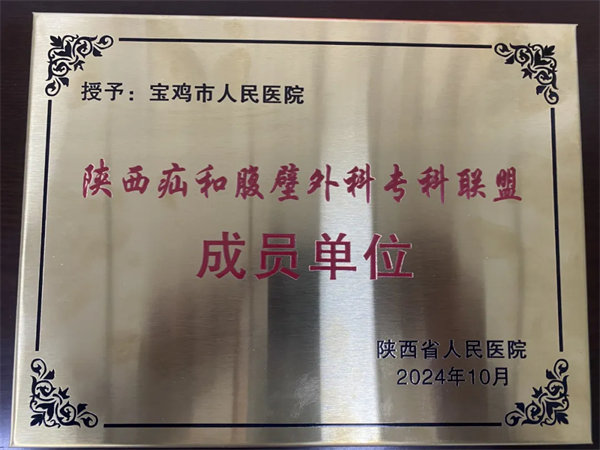 授予：宝鸡市人民医院
陕西疝和腹壁外科专科联盟
成员单位
陕西省人民医院
2024年10月